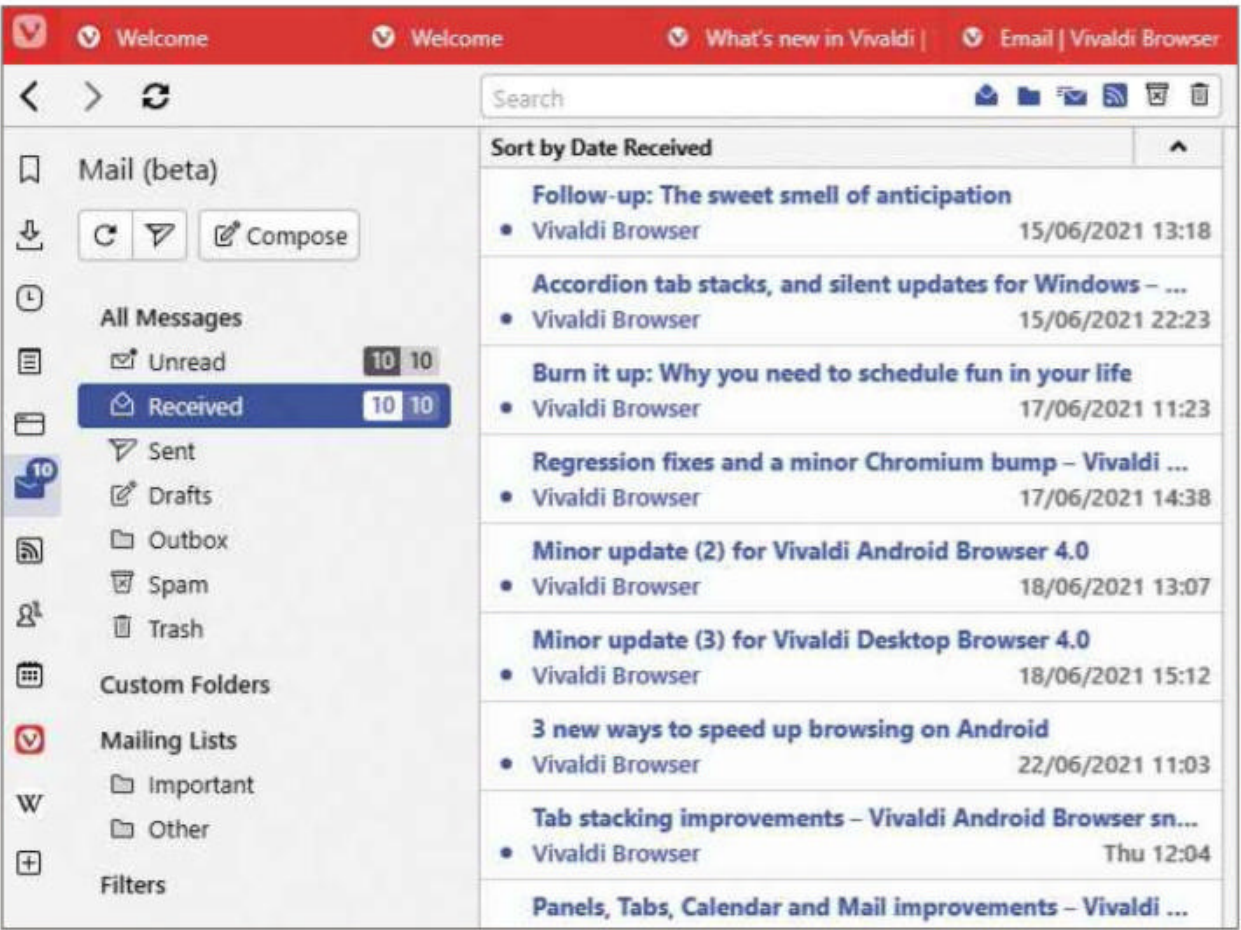 Welcome
Welcome
What's new in Vivaldi |
Email | Vivaldi Browser
Search
Mail (beta)
Compose
All Messages
Unread 10 10
Received 10 10
Sent
Drafts
Outbox
Spam
Trash
Custom Folders
Mailing Lists
Important
Other
Filters
10
W
Sort by Date Received
Follow-up: The sweet smell of anticipation
Vivaldi Browser 15/06/2021 13:18
Accordion tab stacks, and silent updates for Windows – ...
Vivaldi Browser 15/06/2021 22:23
Burn it up: Why you need to schedule fun in your life
Vivaldi Browser 17/06/2021 11:23
Regression fixes and a minor Chromium bump – Vivaldi ...
Vivaldi Browser 17/06/2021 14:38
Minor update (2) for Vivaldi Android Browser 4.0
Vivaldi Browser 18/06/2021 13:07
Minor update (3) for Vivaldi Desktop Browser 4.0
Vivaldi Browser 18/06/2021 15:12
3 new ways to speed up browsing on Android
Vivaldi Browser 22/06/2021 11:03
Tab stacking improvements – Vivaldi Android Browser sn...
Vivaldi Browser Thu 12:04
Panels, Tabs, Calendar and Mail improvements – Vivaldi ...